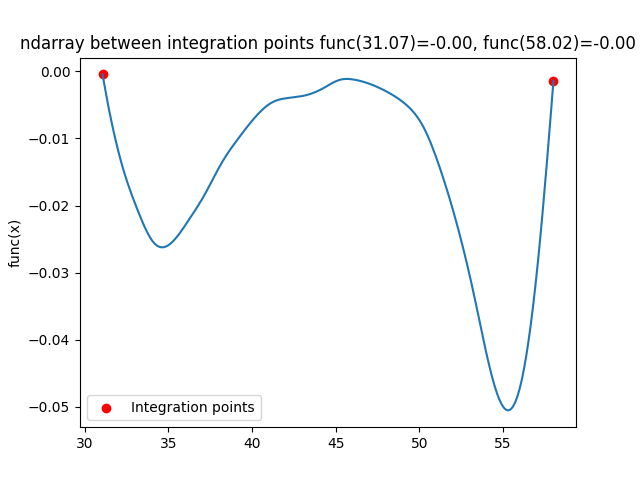 ndarray between integration points func(31.07)=-0.00, func(58.02)=-0.00
0.00
−0.01
−0.02
−0.03
−0.04
−0.05
func(x)
Integration points
30 35 40 45 50 55